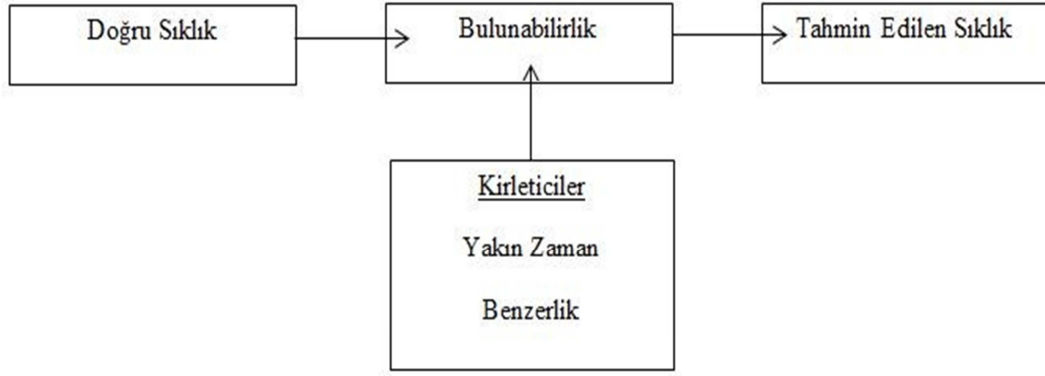 Doğru Sıklık
Bulunabilirlik
Tahmin Edilen Sıklık
Kirleticiler
Yakın Zaman
Benzerlik